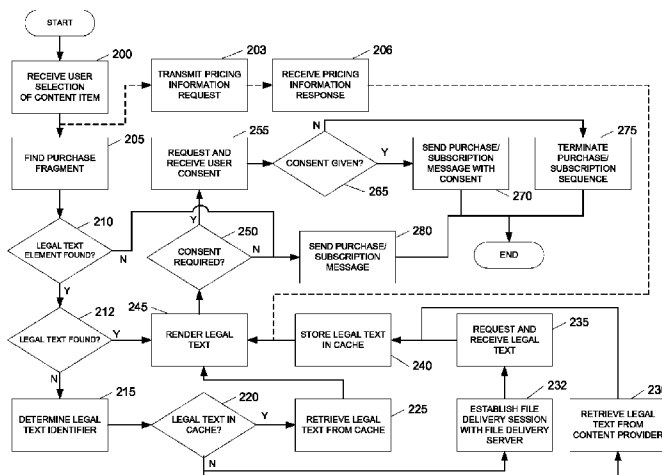 START
200
RECEIVE USER
SELECTION
OF CONTENT ITEM
203
TRANSMIT PRICING
INFORMATION
REQUEST
206
RECEIVE PRICING
INFORMATION
RESPONSE
205
FIND PURCHASE
FRAGMENT
255
REQUEST AND
RECEIVE USER
CONSENT
N
CONSENT GIVEN?
Y
265
SEND PURCHASE/
SUBSCRIPTION
MESSAGE WITH
CONSENT
270
275
TERMINATE
PURCHASE/
SUBSCRIPTION
SEQUENCE
210
LEGAL TEXT
ELEMENT FOUND?
N
Y
Y
250
CONSENT
REQUIRED?
N
280
SEND PURCHASE/
SUBSCRIPTION
MESSAGE
END
212
LEGAL TEXT FOUND?
Y
N
245
RENDER LEGAL
TEXT
STORE LEGAL TEXT
IN CACHE
240
235
REQUEST AND
RECEIVE LEGAL
TEXT
215
DETERMINE LEGAL
TEXT IDENTIFIER
220
LEGAL TEXT IN
CACHE?
Y
N
RETRIEVE LEGAL
TEXT FROM CACHE
225
232
ESTABLISH FILE
DELIVERY SESSION
WITH FILE DELIVERY
SERVER
RETRIEVE LEGAL
TEXT FROM
CONTENT PROVIDER